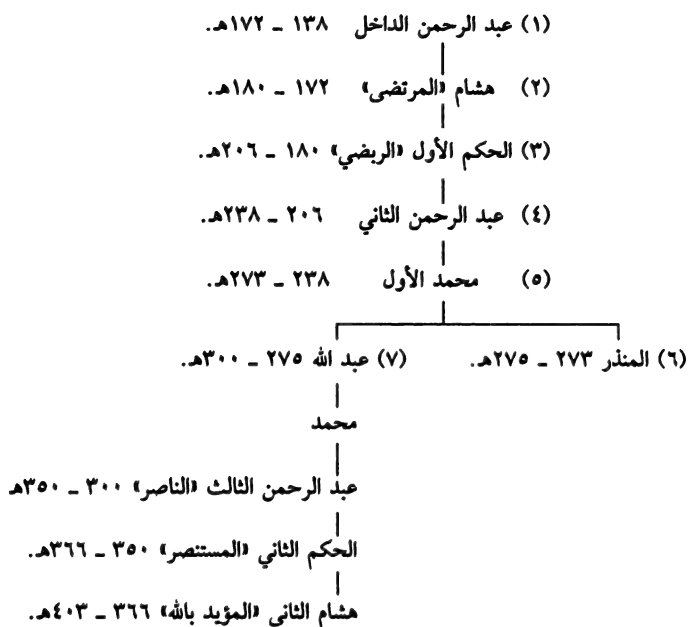 (١) عبد الرحمن الداخل ١٣٨ ـ ١٧٢هـ.
(٢) هشام «المرتضى» ١٧٢ ـ ١٨٠هـ.
(٣) الحكم الأول «الربضي» ١٨٠ ـ ٢٠٦هـ.
(٤) عبد الرحمن الثاني ٢٠٦ ـ ٢٣٨هـ.
(٥) محمد الأول ٢٣٨ ـ ٢٧٣هـ.
(٦) المنذر ٢٧٣ ـ ٢٧٥هـ. (٧) عبد الله ٢٧٥ ـ ٣٠٠هـ.
محمد
عبد الرحمن الثالث «الناصر» ٣٠٠ ـ ٣٥٠هـ
الحكم الثاني «المستنصر» ٣٥٠ ـ ٣٦٦هـ.
هشام الثاني «المؤيد بالله» ٣٦٦ ـ ٤٠٣هـ.